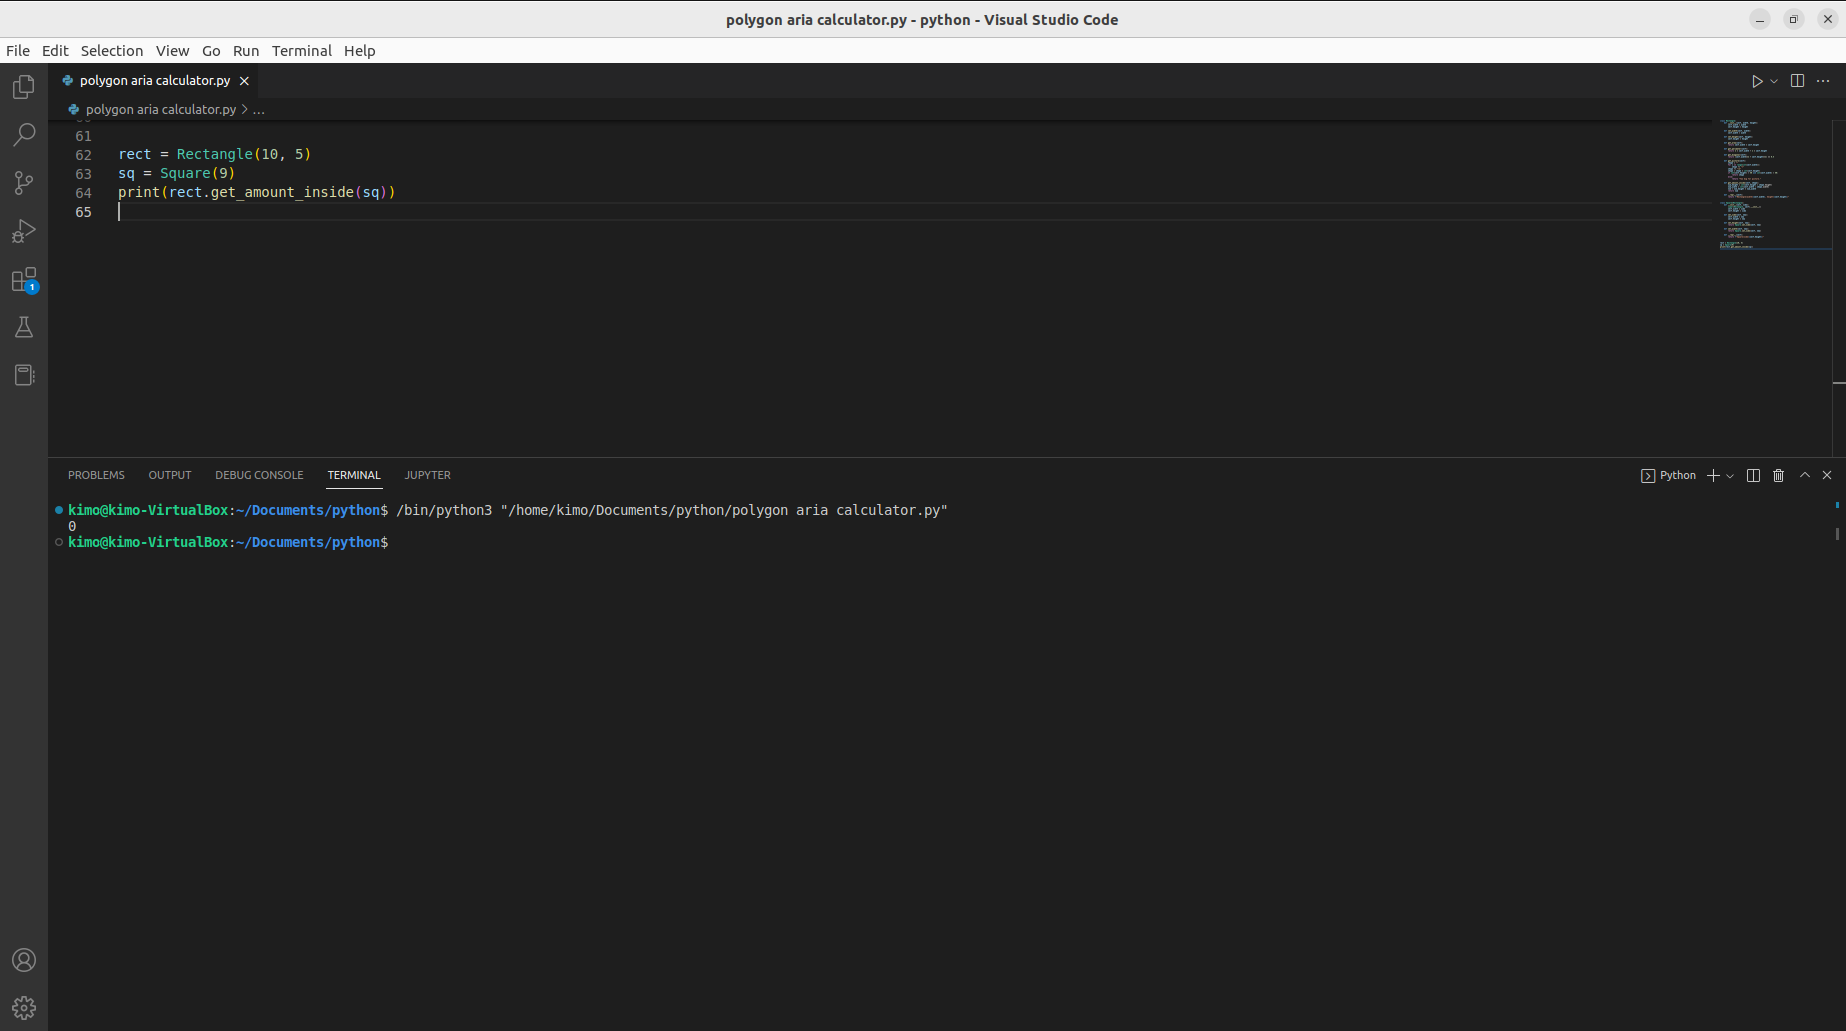 polygon aria calculator.py - python - Visual Studio Code
File Edit Selection View Go Run Terminal Help
polygon aria calculator.py
polygon aria calculator.py > ...
61
62 rect = Rectangle(10, 5)
63 sq = Square(9)
64 print(rect.get_amount_inside(sq))
65
1
PROBLEMS OUTPUT DEBUG CONSOLE TERMINAL JUPYTER Python
kimo@kimo-VirtualBox:~/Documents/python$ /bin/python3 "/home/kimo/Documents/python/polygon aria calculator.py"
0
kimo@kimo-VirtualBox:~/Documents/python$